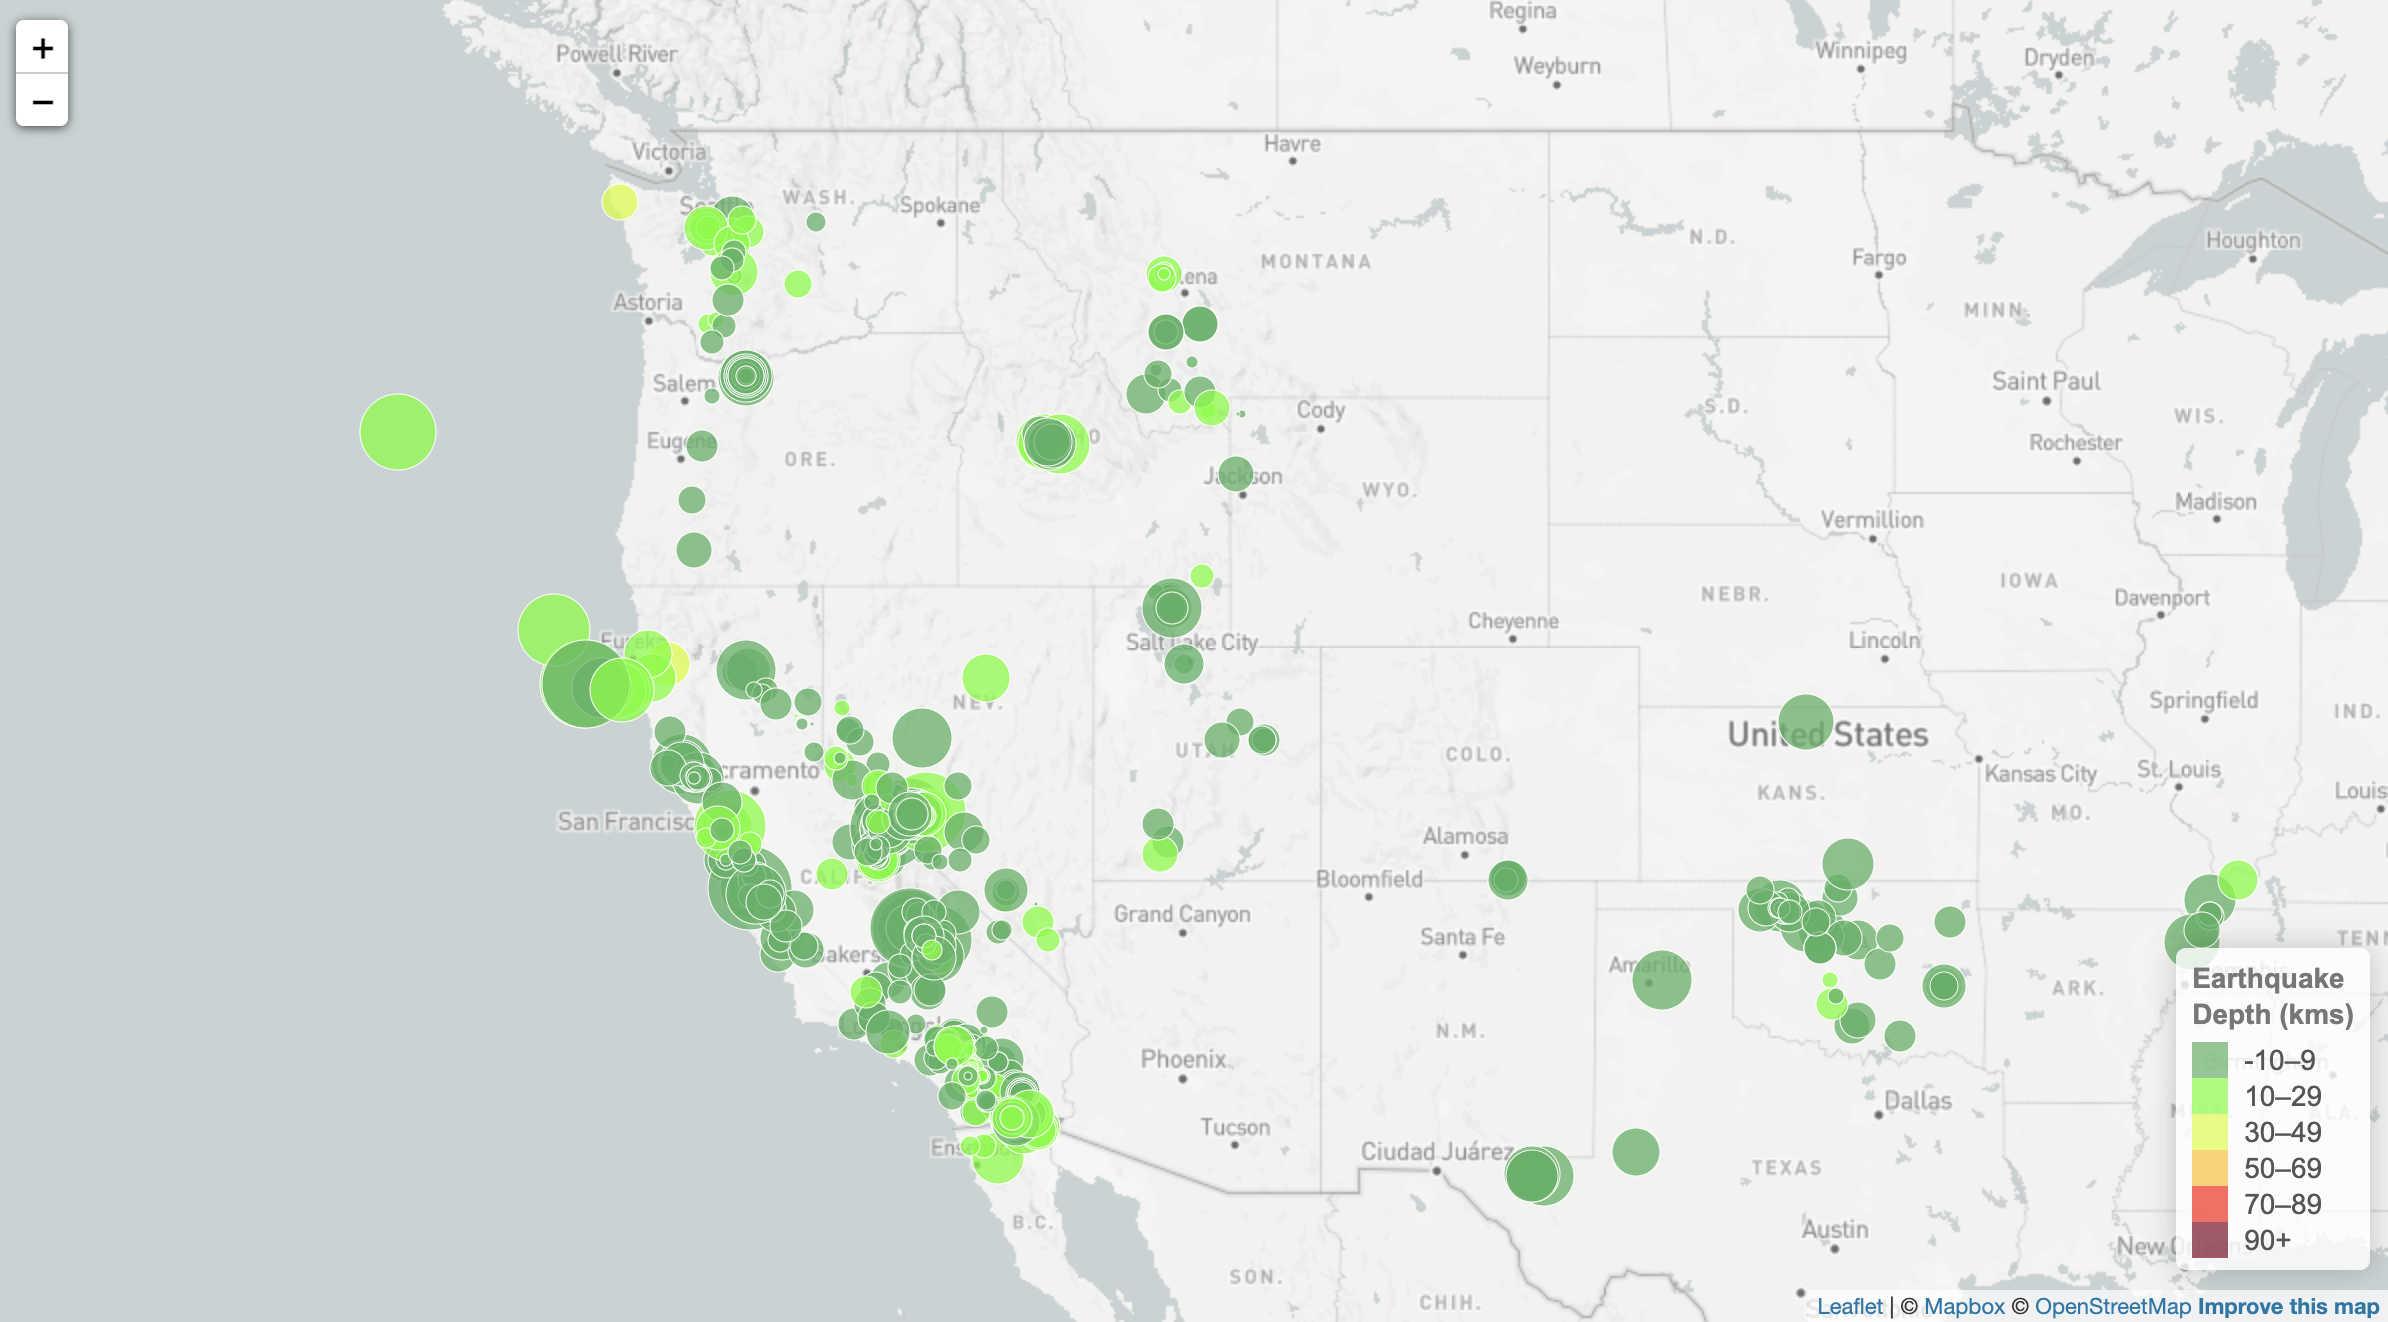 +
−
Regina
Powell River
Winnipeg
Dryden
Weyburn
Havre
Victoria
WASH.
Spokane
N.D.
Houghton
Fargo
MONTANA
Astoria
MINN.
Salem
Saint Paul
Cody
S.D.
WIS.
Eugene
Rochester
ORE.
Jackson
WYO.
Madison
Vermillion
IOWA
NEBR.
Davenport
Cheyenne
Eureka
Salt Lake City
Lincoln
NEV.
Springfield
IND.
United States
UTAH
COLO.
St. Louis
Kansas City
Louis
KANS.
MO.
San Francisc
Alamosa
CALIF.
Bloomfield
Grand Canyon
Santa Fe
TENN
Amarillo
ARK.
N.M.
Phoenix
Dallas
Tucson
Ciudad Juárez
TEXAS
B.C.
Austin
SON.
CHIH.
Earthquake
Depth (kms)
-10–9
10–29
30–49
50–69
70–89
90+
Leaflet | © Mapbox © OpenStreetMap Improve this map